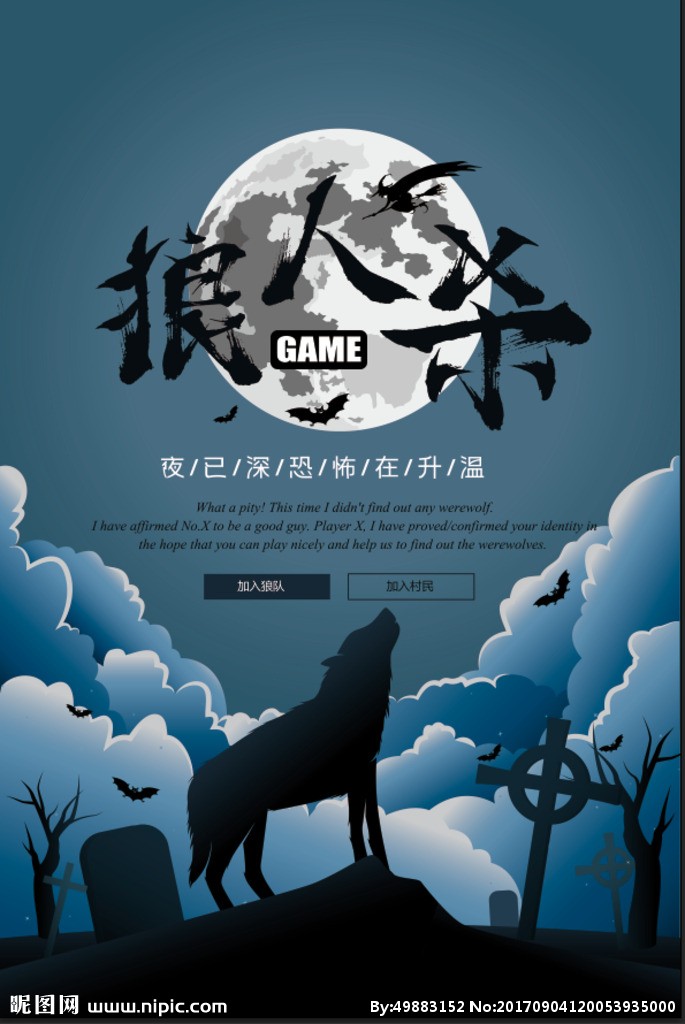 狼人杀
GAME
夜/已/深/恐/怖/在/升/温
What a pity! This time I didn't find out any werewolf.
I have affirmed No.X to be a good guy. Player X, I have proved/confirmed your identity in
the hope that you can play nicely and help us to find out the werewolves.
加入狼队 加入村民
昵图网 www.nipic.com By:49883152 No:20170904120053935000